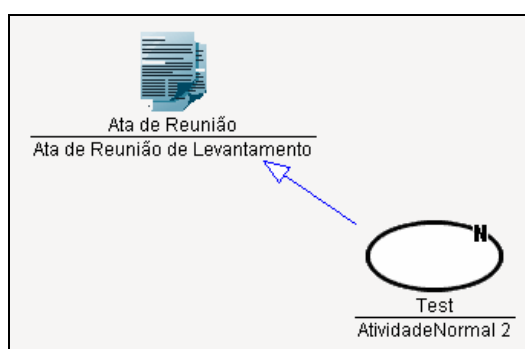 Ata de Reunião
Ata de Reunião de Levantamento
N
Test
AtividadeNormal 2